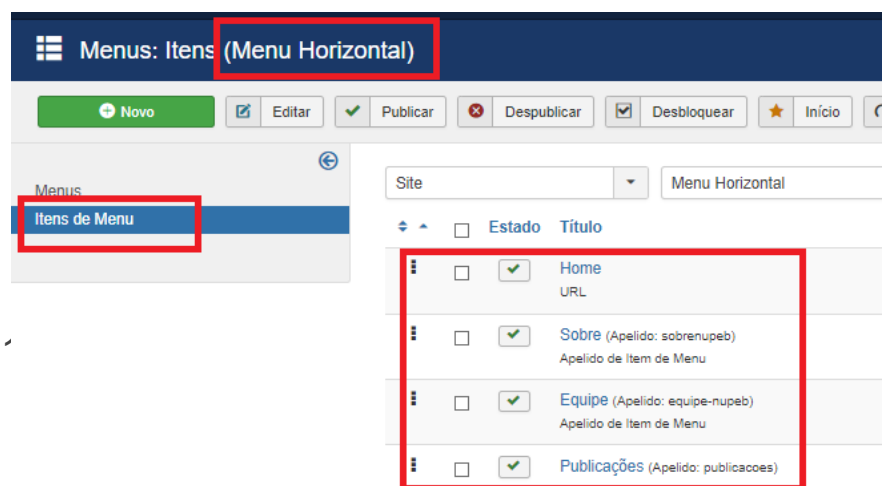 Menus: Itens (Menu Horizontal)
Novo Editar Publicar Despublicar Desbloquear Início
Menus
Itens de Menu
Site Menu Horizontal
Estado Título
Home
URL
Sobre (Apelido: sobrenupeb)
Apelido de Item de Menu
Equipe (Apelido: equipe-nupeb)
Apelido de Item de Menu
Publicações (Apelido: publicacoes)